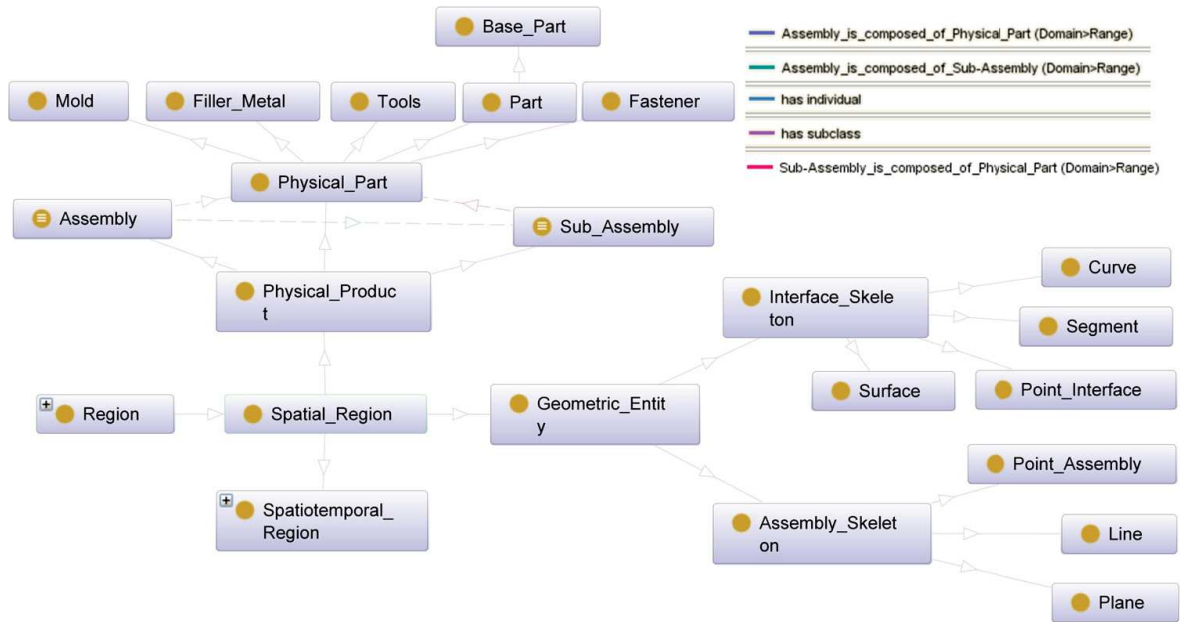 Base_Part
Mold
Filler_Metal
Tools
Part
Fastener
Physical_Part
Assembly
Sub_Assembly
Physical_Produc
t
Region
Spatial_Region
Spatiotemporal_
Region
Geometric_Entit
y
Interface_Skele
ton
Curve
Segment
Point_Interface
Surface
Assembly_Skelet
on
Point_Assembly
Line
Plane
Assembly_is_composed_of_Physical_Part (Domain>Range)
Assembly_is_composed_of_Sub-Assembly (Domain>Range)
has individual
has subclass
Sub-Assembly_is_composed_of_Physical_Part (Domain>Range)